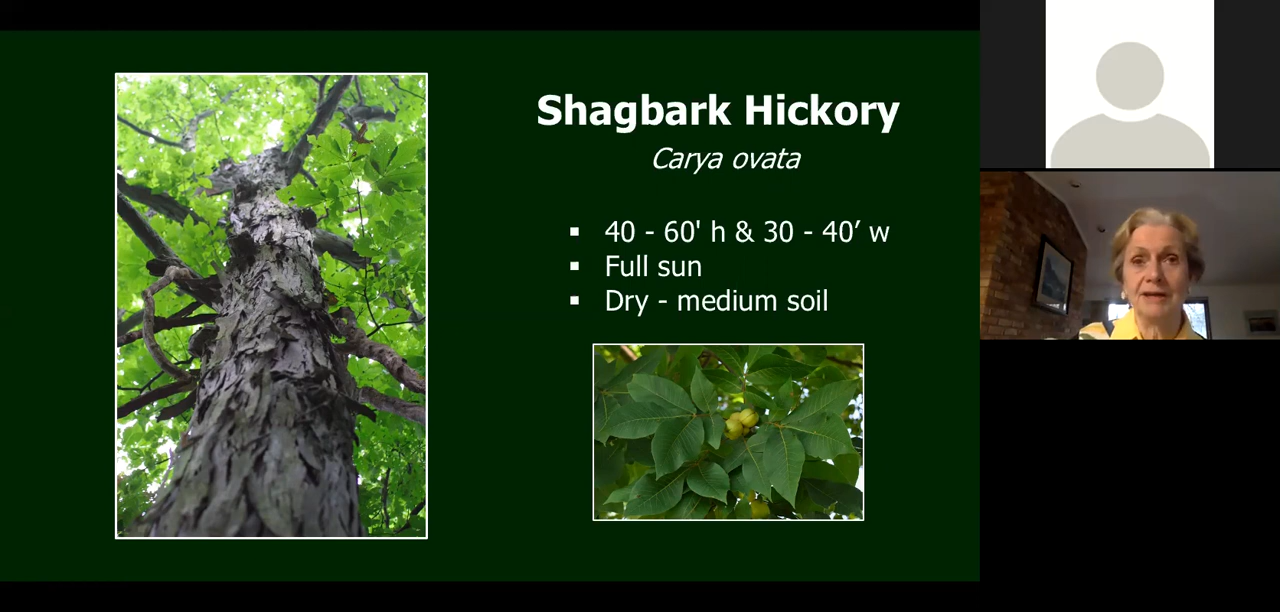 Shagbark Hickory
Carya ovata
▪ 40 - 60' h & 30 - 40’ w
▪ Full sun
▪ Dry - medium soil